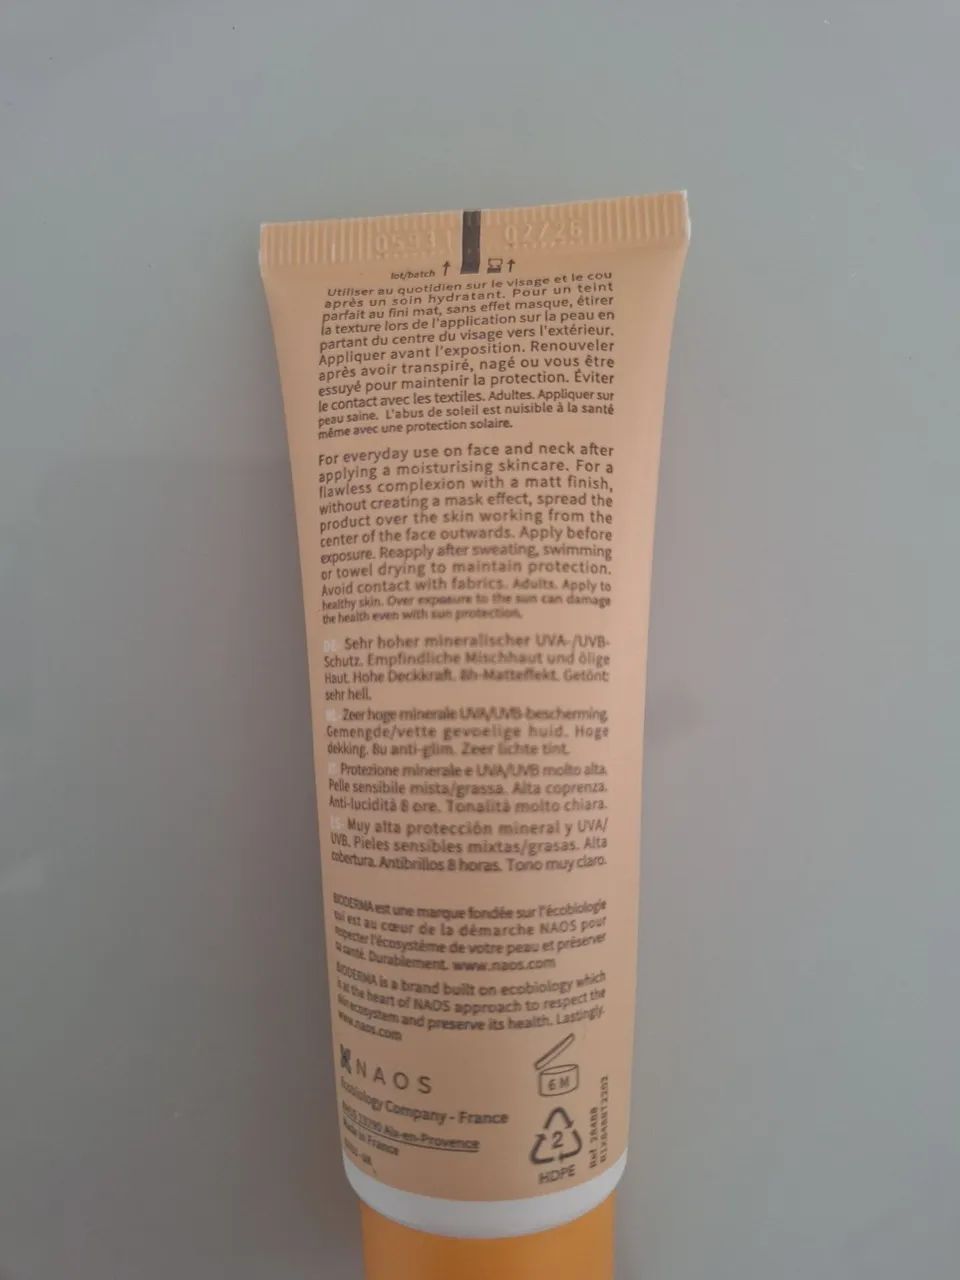 02/26
lot/batch
Utiliser au quotidien sur le visage et le cou
après un soin hydratant. Pour un teint
parfait au fini mat, sans effet masque, étirer
la texture lors de l'application sur la peau en
partant du centre du visage vers l'extérieur.
Appliquer avant l'exposition. Renouveler
après avoir transpiré, nagé ou vous être
essuyé pour maintenir la protection. Éviter
le contact avec les textiles. Adultes. Appliquer sur
peau saine. L'abus de soleil est nuisible à la santé
même avec une protection solaire.
For everyday use on face and neck after
applying a moisturising skincare. For a
flawless complexion with a matt finish,
without creating a mask effect, spread the
product over the skin working from the
center of the face outwards. Apply before
exposure. Reapply after sweating, swimming
or towel drying to maintain protection.
Avoid contact with fabrics. Adults. Apply to
healthy skin. Over exposure to the sun can damage
the health even with sun protection.
DE Sehr hoher mineralischer UVA-/UVB-
Schutz. Empfindliche Mischhaut und ölige
Haut. Hohe Deckkraft. 8h-Matteffekt. Getönt:
sehr hell.
Zeer hoge minerale UVA/UVB-bescherming.
Gemengde/vette gevoelige huid. Hoge
dekking. 8u anti-glim. Zeer lichte tint.
Protezione minerale e UVA/UVB molto alta.
Pelle sensibile mista/grassa. Alta coprenza.
Anti-lucidità 8 ore. Tonalità molto chiara.
ES Muy alta protección mineral y UVA/
UVB. Pieles sensibles mixtas/grasas. Alta
cobertura. Antibrillos 8 horas. Tono muy claro.
BIODERMA est une marque fondée sur l'écobiologie
qui est au cœur de la démarche NAOS pour
respecter l'écosystème de votre peau et préserver
sa santé. Durablement. www.naos.com
BIODERMA is a brand built on ecobiology which
is at the heart of NAOS approach to respect the
skin ecosystem and preserve its health. Lastingly.
www.naos.com
NAOS
Ecobiology Company - France
13290 Aix-en-Provence
Made in France
6 M
2
HDPE